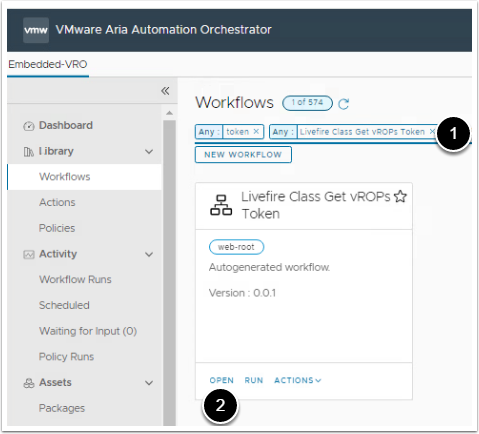 vmw VMware Aria Automation Orchestrator
Embedded-VRO
Dashboard
Library
Workflows
Actions
Policies
Activity
Workflow Runs
Scheduled
Waiting for Input (0)
Policy Runs
Assets
Packages
Workflows 1 of 574
Any : token × Any : Livefire Class Get vROPs Token × 1
NEW WORKFLOW
Livefire Class Get vROPs
Token
web-root
Autogenerated workflow.
Version : 0.0.1
OPEN RUN ACTIONS
2